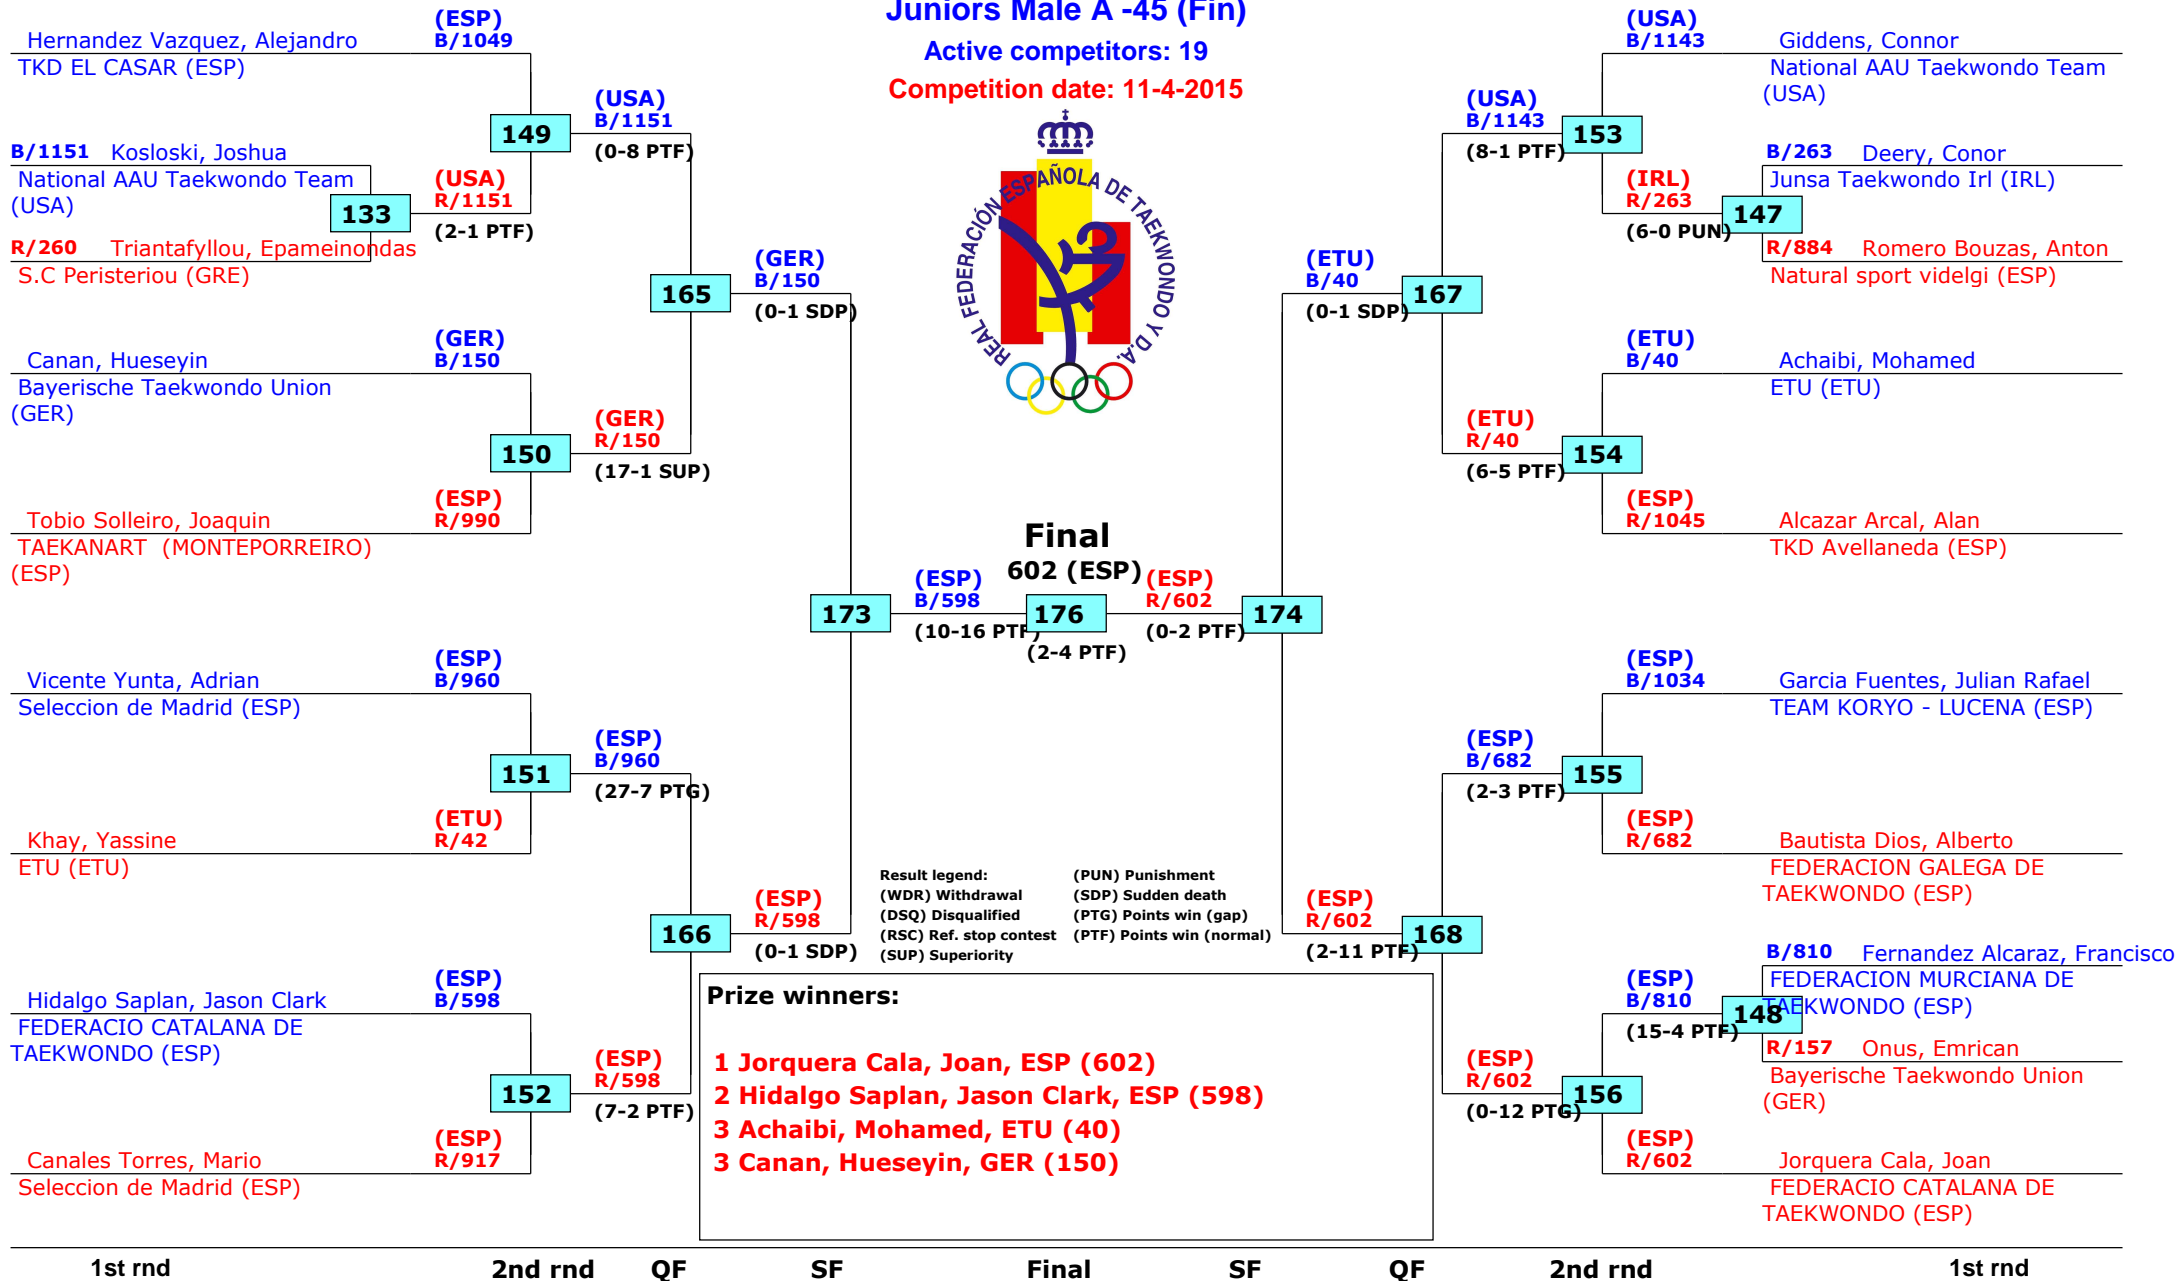 Juniors Male A -45 (Fin)
Active competitors: 19
Competition date: 11-4-2015
REAL FEDERACIÓN ESPAÑOLA DE TAEKWONDO Y D.A.
Hernandez Vazquez, Alejandro
TKD EL CASAR (ESP)
(ESP)
B/1049
B/1151 Kosloski, Joshua
National AAU Taekwondo Team
(USA)
R/260 Triantafyllou, Epameinondas
S.C Peristeriou (GRE)
133
(USA)
R/1151
(2-1 PTF)
149
(USA)
B/1151
(0-8 PTF)
Canan, Hueseyin
Bayerische Taekwondo Union
(GER)
(GER)
B/150
Tobio Solleiro, Joaquin
TAEKANART (MONTEPORREIRO)
(ESP)
(ESP)
R/990
150
(GER)
R/150
(17-1 SUP)
165
(GER)
B/150
(0-1 SDP)
Vicente Yunta, Adrian
Seleccion de Madrid (ESP)
(ESP)
B/960
Khay, Yassine
ETU (ETU)
(ETU)
R/42
151
(ESP)
B/960
(27-7 PTG)
Hidalgo Saplan, Jason Clark
FEDERACIO CATALANA DE
TAEKWONDO (ESP)
(ESP)
B/598
Canales Torres, Mario
Seleccion de Madrid (ESP)
(ESP)
R/917
152
(ESP)
R/598
(7-2 PTF)
166
(ESP)
R/598
(0-1 SDP)
173
(ESP)
B/598
(10-16 PTF)
Final
602 (ESP)
176
(2-4 PTF)
(ESP)
R/602
(0-2 PTF)
174
(USA)
B/1143
Giddens, Connor
National AAU Taekwondo Team
(USA)
B/263 Deery, Conor
Junsa Taekwondo Irl (IRL)
R/884 Romero Bouzas, Anton
Natural sport videlgi (ESP)
147
(IRL)
R/263
(6-0 PUN)
153
(USA)
B/1143
(8-1 PTF)
(ETU)
B/40
Achaibi, Mohamed
ETU (ETU)
(ESP)
R/1045
Alcazar Arcal, Alan
TKD Avellaneda (ESP)
154
(ETU)
R/40
(6-5 PTF)
167
(ETU)
B/40
(0-1 SDP)
(ESP)
B/1034
Garcia Fuentes, Julian Rafael
TEAM KORYO - LUCENA (ESP)
(ESP)
R/682
Bautista Dios, Alberto
FEDERACION GALEGA DE
TAEKWONDO (ESP)
155
(ESP)
B/682
(2-3 PTF)
B/810 Fernandez Alcaraz, Francisco
FEDERACION MURCIANA DE
TAEKWONDO (ESP)
R/157 Onus, Emrican
Bayerische Taekwondo Union
(GER)
148
(ESP)
B/810
(15-4 PTF)
(ESP)
R/602
Jorquera Cala, Joan
FEDERACIO CATALANA DE
TAEKWONDO (ESP)
156
(ESP)
R/602
(0-12 PTG)
168
(ESP)
R/602
(2-11 PTF)
Result legend:
(WDR) Withdrawal
(DSQ) Disqualified
(RSC) Ref. stop contest
(SUP) Superiority
(PUN) Punishment
(SDP) Sudden death
(PTG) Points win (gap)
(PTF) Points win (normal)
Prize winners:
1 Jorquera Cala, Joan, ESP (602)
2 Hidalgo Saplan, Jason Clark, ESP (598)
3 Achaibi, Mohamed, ETU (40)
3 Canan, Hueseyin, GER (150)
1st rnd 2nd rnd QF SF Final SF QF 2nd rnd 1st rnd